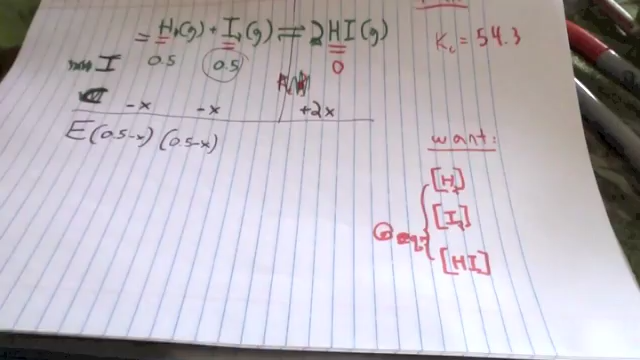 = H₂(g) + I₂(g) ⇌ 2HI(g)
Kc = 54.3
I 0.5 0.5 0
-x -x +2x
E (0.5-x) (0.5-x)
want:
[H₂]
[I₂]
[HI]